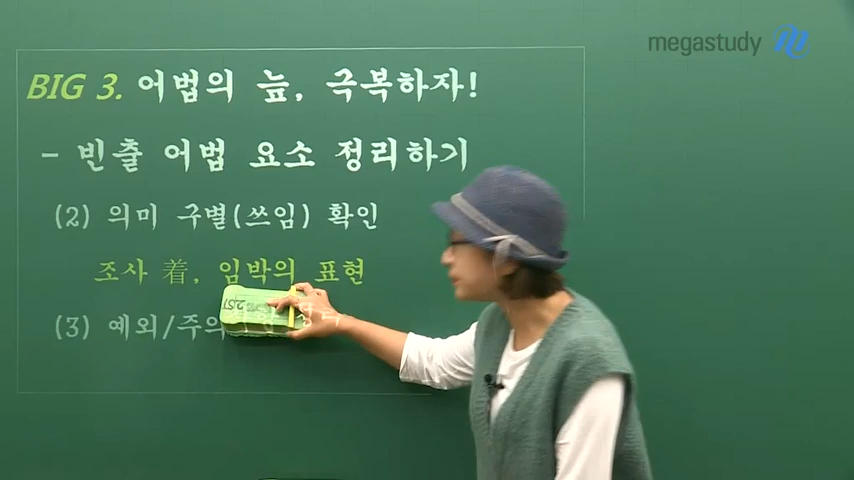 megastudy
BIG 3. 어법의 늪, 극복하자!
- 빈출 어법 요소 정리하기
(2) 의미 구별(쓰임) 확인
조사 着, 임박의 표현
(3) 예외/주의